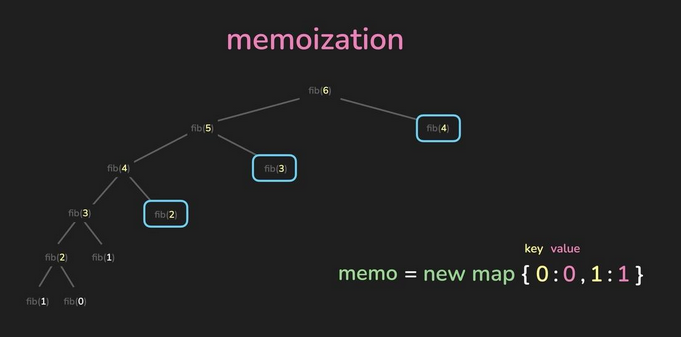 memoization
fib(6)
fib(5)
fib(4)
fib(4)
fib(3)
fib(3)
fib(2)
fib(2)
fib(1)
fib(1)
fib(0)
key value
memo = new map { 0 : 0 , 1 : 1 }